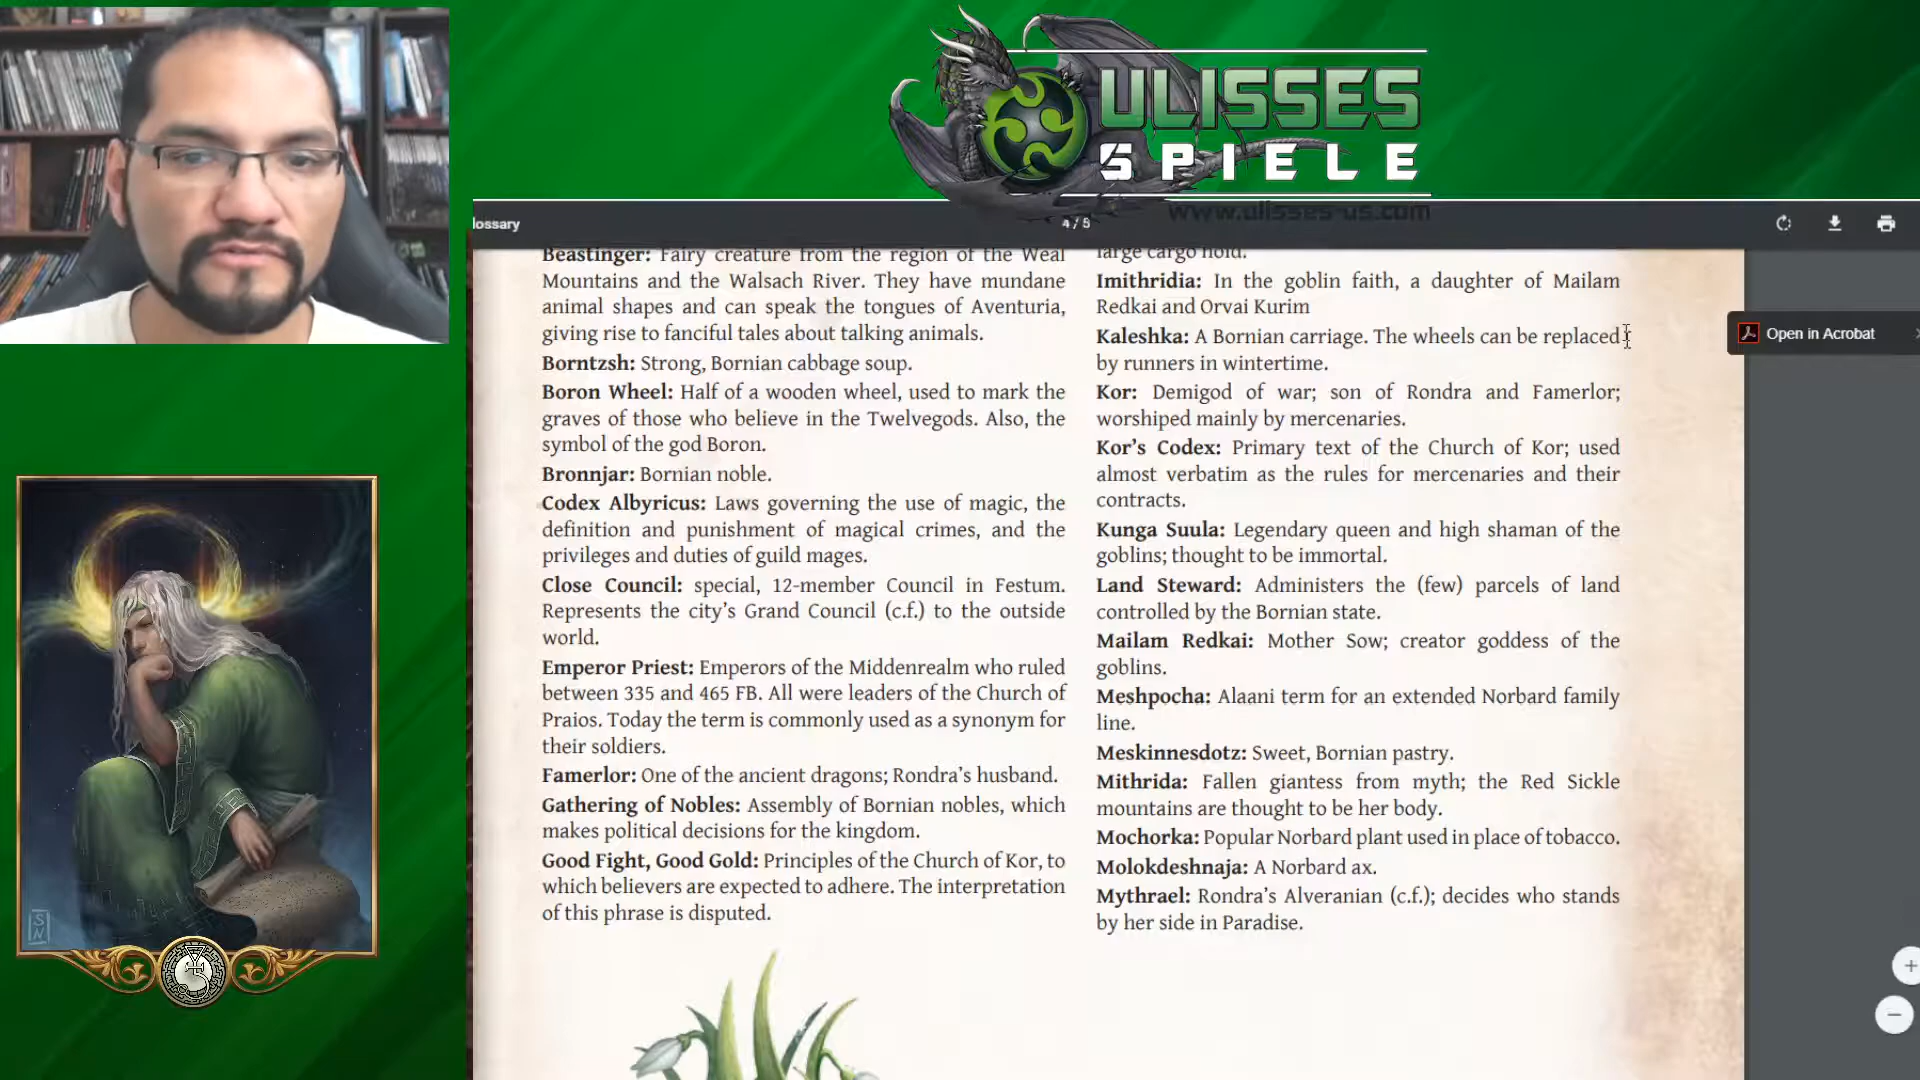 ULISSES
SPIELE
www.ulisses-us.com
lossary
4 / 5
Open in Acrobat
Beastinger: Fairy creature from the region of the Weal
Mountains and the Walsach River. They have mundane
animal shapes and can speak the tongues of Aventuria,
giving rise to fanciful tales about talking animals.
Borntzsh: Strong, Bornian cabbage soup.
Boron Wheel: Half of a wooden wheel, used to mark the
graves of those who believe in the Twelvegods. Also, the
symbol of the god Boron.
Bronnjar: Bornian noble.
Codex Albyricus: Laws governing the use of magic, the
definition and punishment of magical crimes, and the
privileges and duties of guild mages.
Close Council: special, 12-member Council in Festum.
Represents the city's Grand Council (c.f.) to the outside
world.
Emperor Priest: Emperors of the Middenrealm who ruled
between 335 and 465 FB. All were leaders of the Church of
Praios. Today the term is commonly used as a synonym for
their soldiers.
Famerlor: One of the ancient dragons; Rondra's husband.
Gathering of Nobles: Assembly of Bornian nobles, which
makes political decisions for the kingdom.
Good Fight, Good Gold: Principles of the Church of Kor, to
which believers are expected to adhere. The interpretation
of this phrase is disputed.
large cargo hold.
Imithridia: In the goblin faith, a daughter of Mailam
Redkai and Orvai Kurim
Kaleshka: A Bornian carriage. The wheels can be replaced
by runners in wintertime.
Kor: Demigod of war; son of Rondra and Famerlor;
worshiped mainly by mercenaries.
Kor's Codex: Primary text of the Church of Kor; used
almost verbatim as the rules for mercenaries and their
contracts.
Kunga Suula: Legendary queen and high shaman of the
goblins; thought to be immortal.
Land Steward: Administers the (few) parcels of land
controlled by the Bornian state.
Mailam Redkai: Mother Sow; creator goddess of the
goblins.
Meshpocha: Alaani term for an extended Norbard family
line.
Meskinnesdotz: Sweet, Bornian pastry.
Mithrida: Fallen giantess from myth; the Red Sickle
mountains are thought to be her body.
Mochorka: Popular Norbard plant used in place of tobacco.
Molokdeshnaja: A Norbard ax.
Mythrael: Rondra's Alveranian (c.f.); decides who stands
by her side in Paradise.
S
N